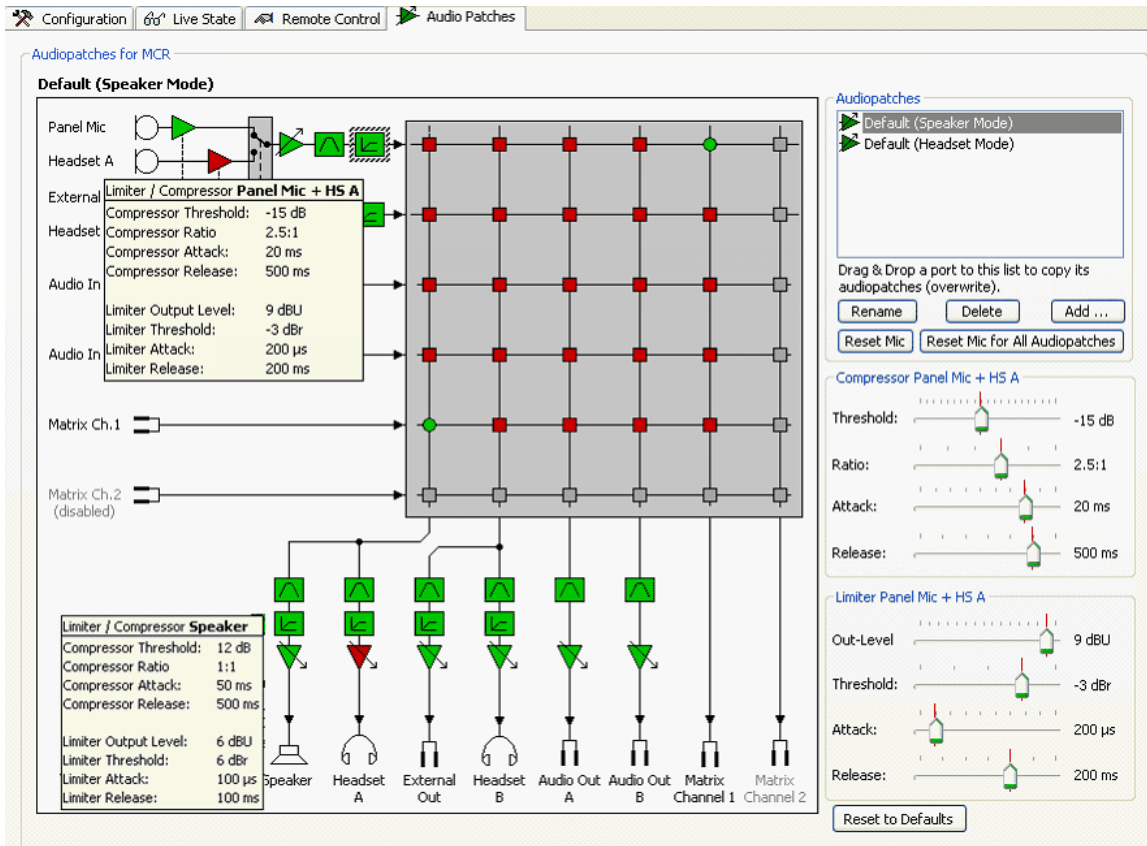 Configuration
Live State
Remote Control
Audio Patches
Audiopatches for MCR
Default (Speaker Mode)
Panel Mic
Headset A
External
Headset
Audio In
Audio In
Matrix Ch.1
Matrix Ch.2
(disabled)
Limiter / Compressor Panel Mic + HS A
Compressor Threshold: -15 dB
Compressor Ratio 2.5:1
Compressor Attack: 20 ms
Compressor Release: 500 ms
Limiter Output Level: 9 dBU
Limiter Threshold: -3 dBr
Limiter Attack: 200 µs
Limiter Release: 200 ms
Limiter / Compressor Speaker
Compressor Threshold: 12 dB
Compressor Ratio 1:1
Compressor Attack: 50 ms
Compressor Release: 500 ms
Limiter Output Level: 6 dBU
Limiter Threshold: 6 dBr
Limiter Attack: 100 µs
Limiter Release: 100 ms
Speaker
Headset
A
External
Out
Headset
B
Audio Out
A
Audio Out
B
Matrix
Channel 1
Matrix
Channel 2
Audiopatches
Default (Speaker Mode)
Default (Headset Mode)
Drag & Drop a port to this list to copy its
audiopatches (overwrite).
Rename
Delete
Add ...
Reset Mic
Reset Mic for All Audiopatches
Compressor Panel Mic + HS A
Threshold: -15 dB
Ratio: 2.5:1
Attack: 20 ms
Release: 500 ms
Limiter Panel Mic + HS A
Out-Level 9 dBU
Threshold: -3 dBr
Attack: 200 µs
Release: 200 ms
Reset to Defaults